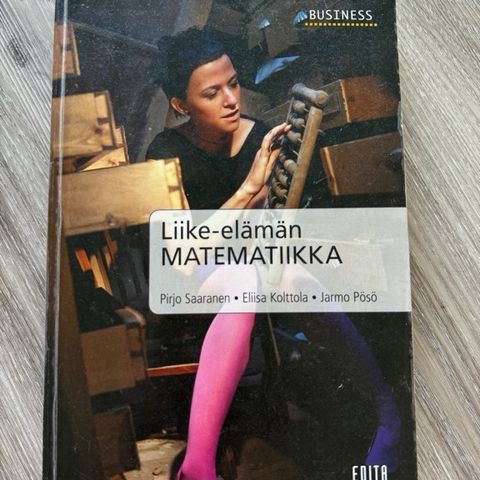 BUSINESS
Liike-elämän
MATEMATIIKKA
Pirjo Saaranen • Eliisa Kolttola • Jarmo Pösö
EDITA